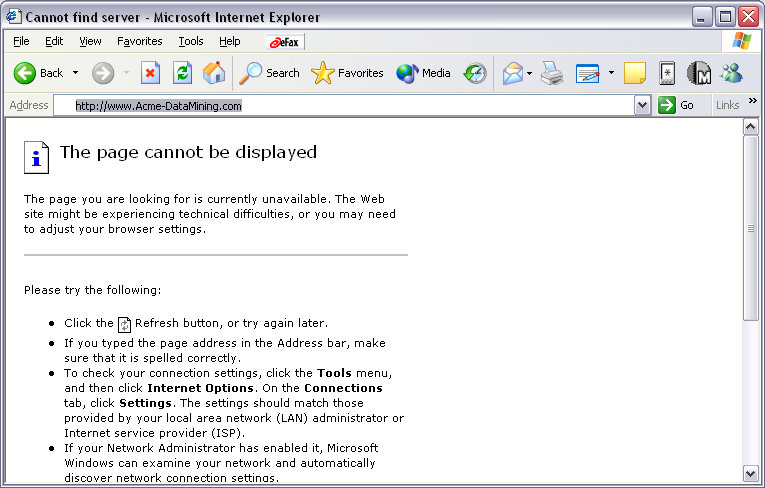 Cannot find server - Microsoft Internet Explorer
File Edit View Favorites Tools Help eFax
Back Search Favorites Media
Address http://www.Acme-DataMining.com Go Links »
The page cannot be displayed
The page you are looking for is currently unavailable. The Web
site might be experiencing technical difficulties, or you may need
to adjust your browser settings.
Please try the following:
• Click the Refresh button, or try again later.
• If you typed the page address in the Address bar, make
sure that it is spelled correctly.
• To check your connection settings, click the Tools menu,
and then click Internet Options. On the Connections
tab, click Settings. The settings should match those
provided by your local area network (LAN) administrator or
Internet service provider (ISP).
• If your Network Administrator has enabled it, Microsoft
Windows can examine your network and automatically
discover network connection settings.